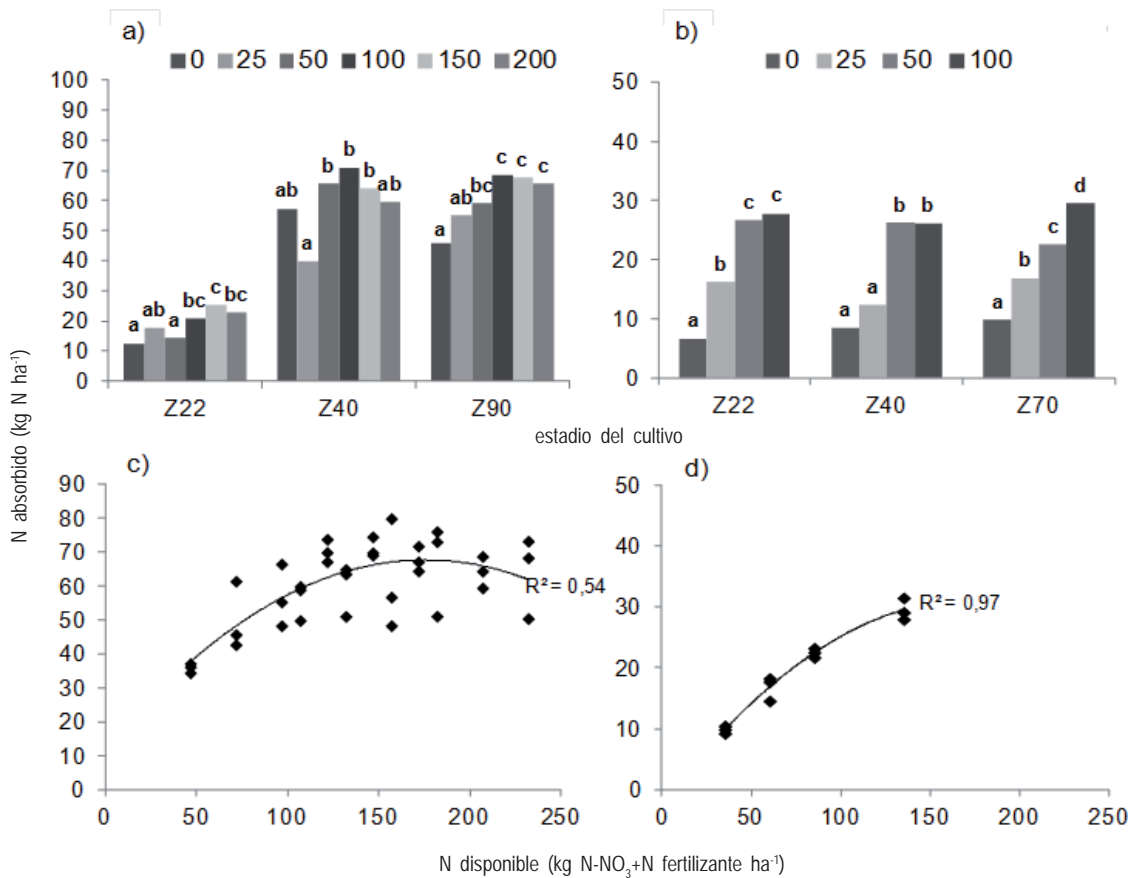 a)
0 25 50 100 150 200
100
90
80
70
60
50
40
30
20
10
0
a ab a bc c bc
ab a b b b ab
a ab bc c c c
Z22 Z40 Z90
b)
0 25 50 100
50
40
30
20
10
0
a b c c
a a b b
a b c d
Z22 Z40 Z70
estadio del cultivo
N absorbido (kg N ha⁻¹)
c)
90
80
70
60
50
40
30
20
10
0
R² = 0,54
0 50 100 150 200 250
d)
50
40
30
20
10
0
R² = 0,97
0 50 100 150 200 250
N disponible (kg N-NO₃+N fertilizante ha⁻¹)